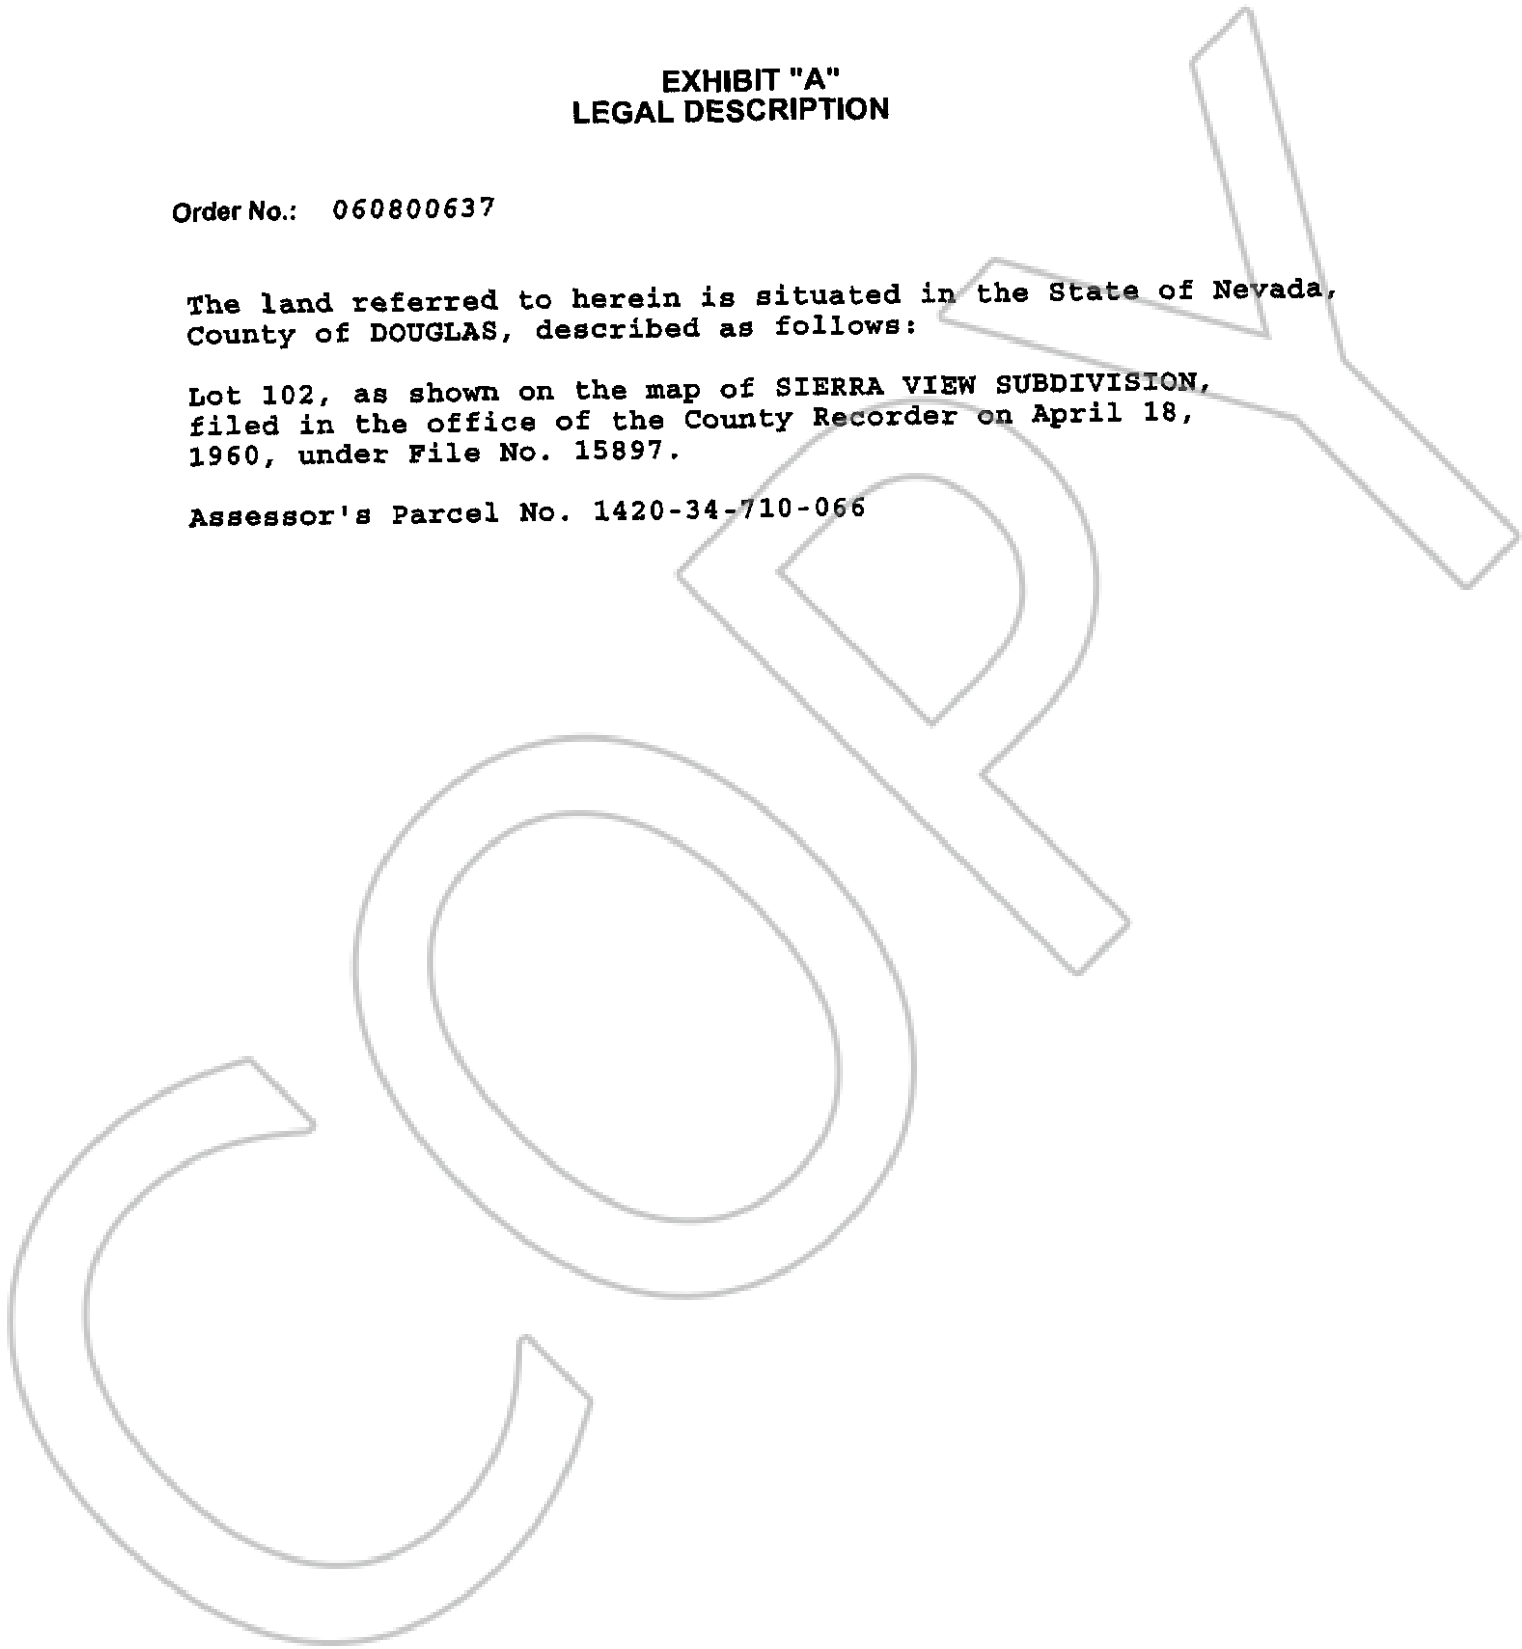 EXHIBIT "A"
LEGAL DESCRIPTION
Order No.: 060800637
The land referred to herein is situated in the State of Nevada,
County of DOUGLAS, described as follows:
Lot 102, as shown on the map of SIERRA VIEW SUBDIVISION,
filed in the office of the County Recorder on April 18,
1960, under File No. 15897.
Assessor's Parcel No. 1420-34-710-066
COPY